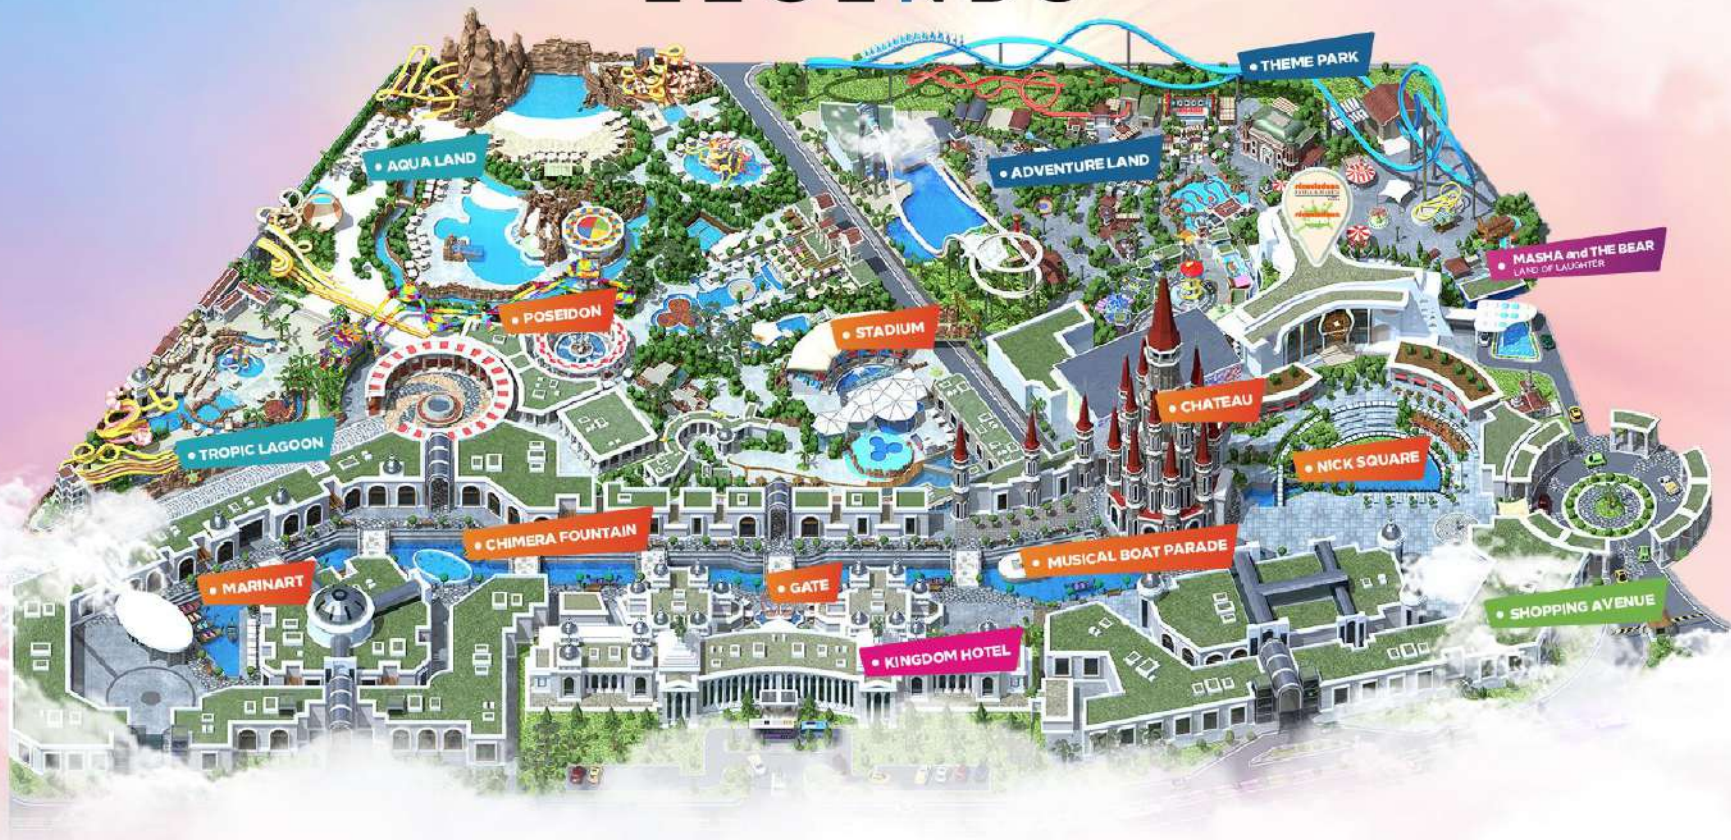 THEME PARK
AQUA LAND
ADVENTURE LAND
nickelodeon
MASHA and THE BEAR
LAND OF LAUGHTER
POSEIDON
STADIUM
CHATEAU
TROPIC LAGOON
NICK SQUARE
CHIMERA FOUNTAIN
MUSICAL BOAT PARADE
MARINART
GATE
SHOPPING AVENUE
KINGDOM HOTEL